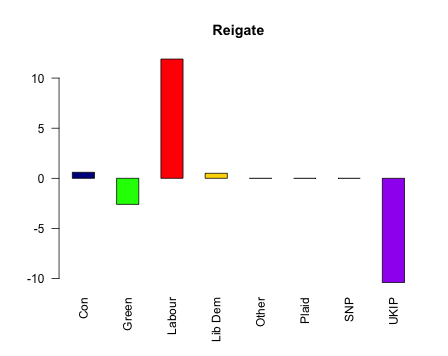 Reigate
10
5
0
-5
-10
Con
Green
Labour
Lib Dem
Other
Plaid
SNP
UKIP